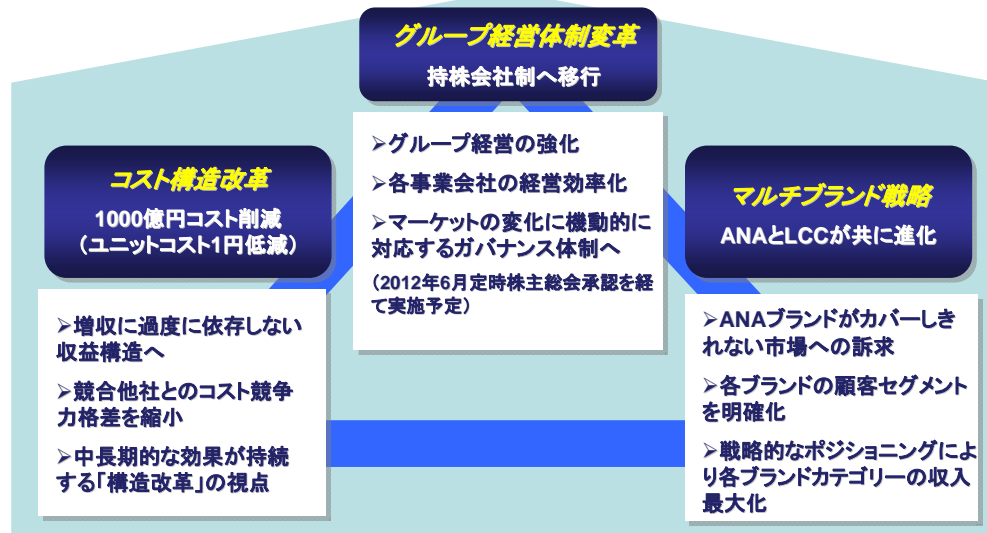 グループ経営体制変革
持株会社制へ移行
➢グループ経営の強化
➢各事業会社の経営効率化
➢マーケットの変化に機動的に
対応するガバナンス体制へ
（2012年6月定時株主総会承認を経
て実施予定）
コスト構造改革
1000億円コスト削減
（ユニットコスト1円低減）
➢増収に過度に依存しない
収益構造へ
➢競合他社とのコスト競争
力格差を縮小
➢中長期的な効果が持続
する「構造改革」の視点
マルチブランド戦略
ANAとLCCが共に進化
➢ANAブランドがカバーしき
れない市場への訴求
➢各ブランドの顧客セグメント
を明確化
➢戦略的なポジショニングによ
り各ブランドカテゴリーの収入
最大化